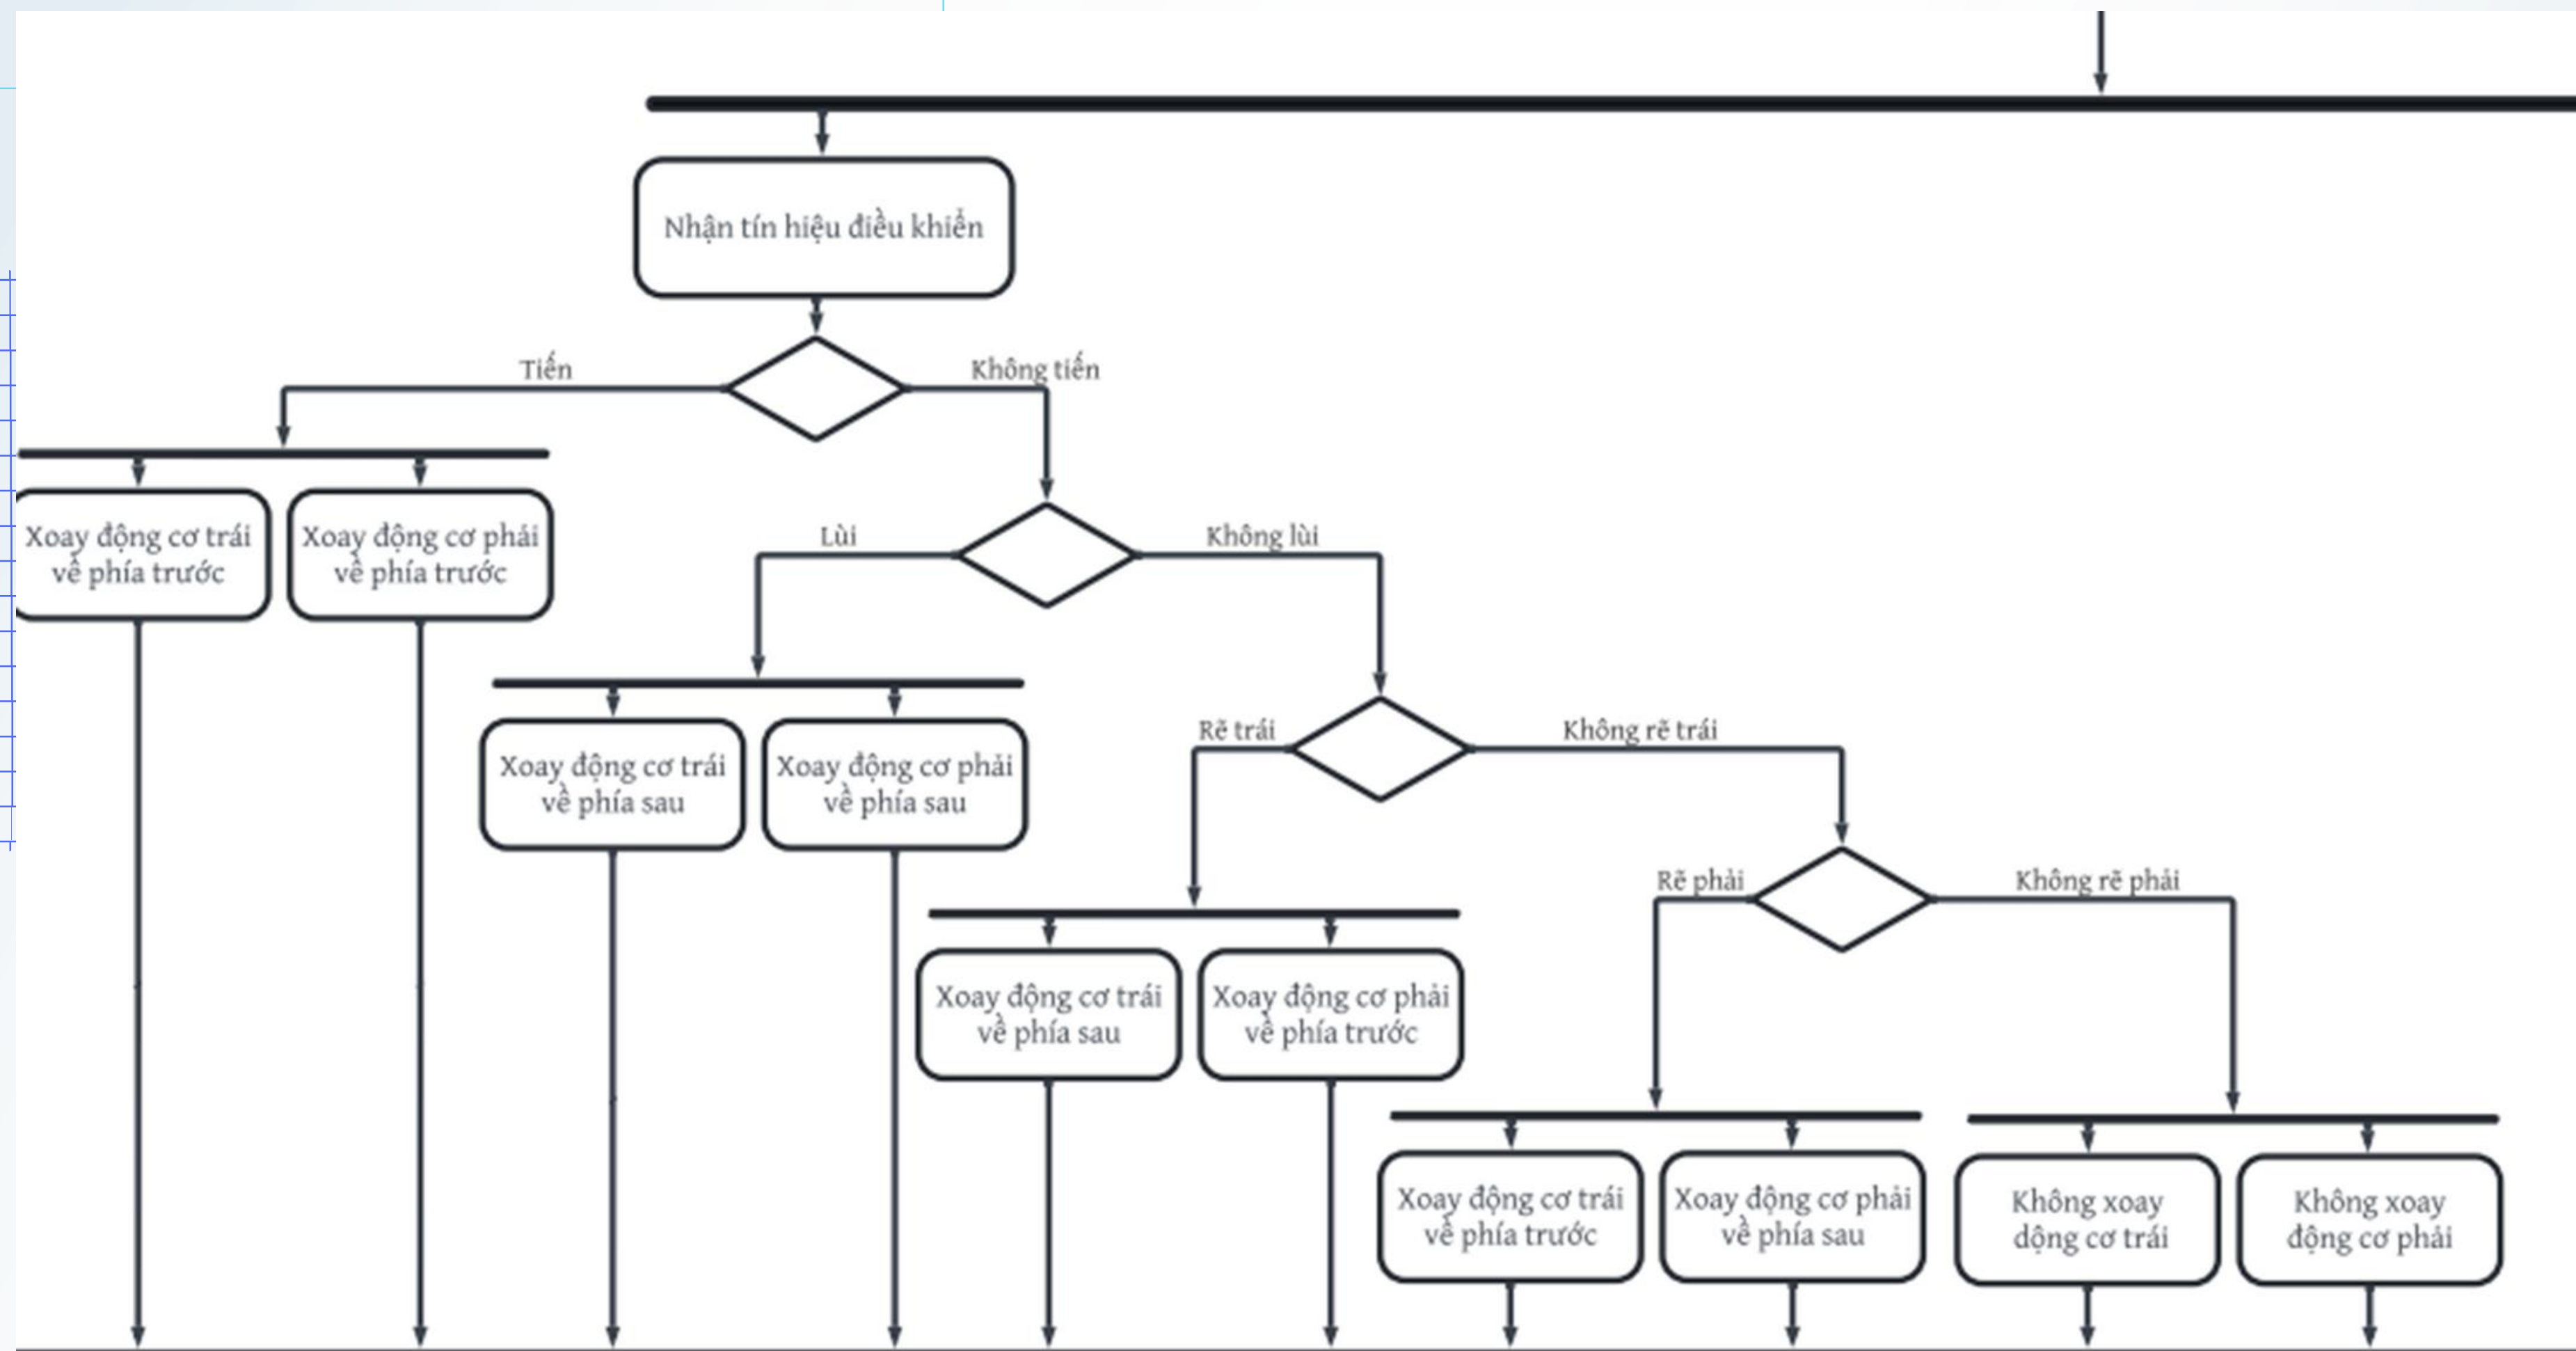 Nhận tín hiệu điều khiển
Tiến
Không tiến
Xoay động cơ trái
về phía trước
Xoay động cơ phải
về phía trước
Lùi
Không lùi
Xoay động cơ trái
về phía sau
Xoay động cơ phải
về phía sau
Rẽ trái
Không rẽ trái
Xoay động cơ trái
về phía sau
Xoay động cơ phải
về phía trước
Rẽ phải
Không rẽ phải
Xoay động cơ trái
về phía trước
Xoay động cơ phải
về phía sau
Không xoay
dộng cơ trái
Không xoay
động cơ phải